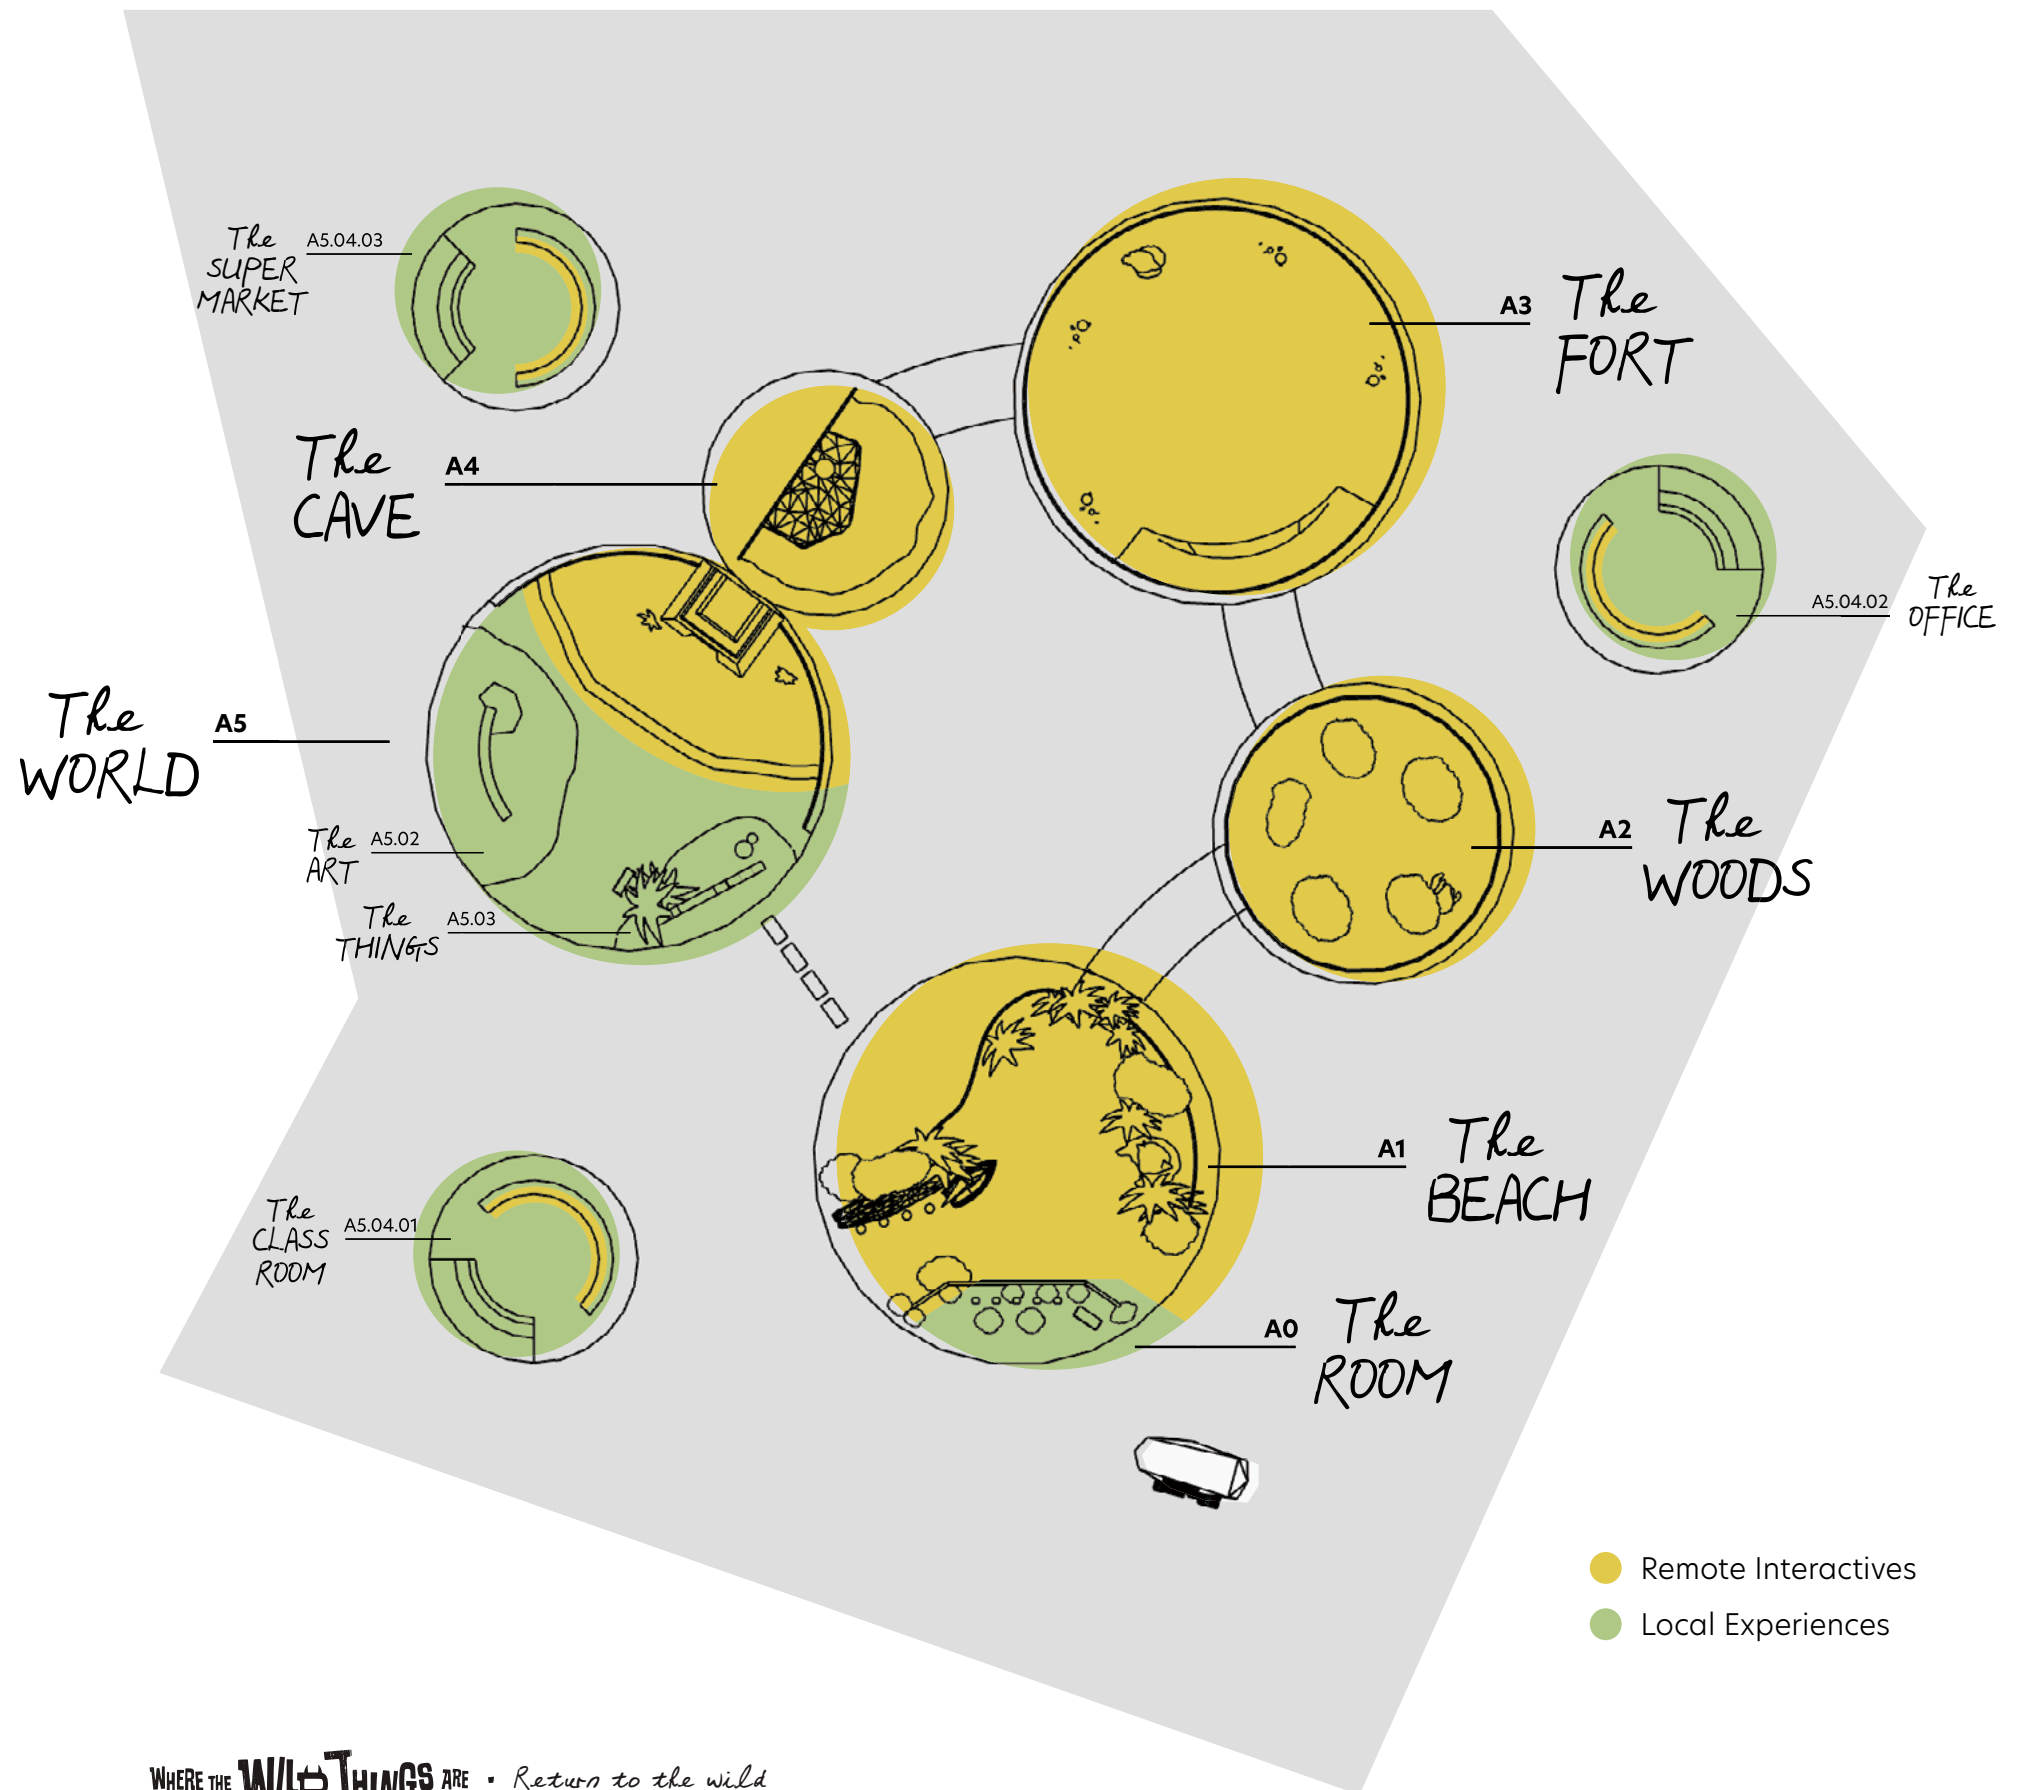 The
SUPER
MARKET
A5.04.03
A3
The
FORT
The
CAVE
A4
A5.04.02
The
OFFICE
The
WORLD
A5
The
ART
A5.02
The
THINGS
A5.03
A2
The
WOODS
A1
The
BEACH
The
CLASS
ROOM
A5.04.01
A0
The
ROOM
Remote Interactives
Local Experiences
WHERE THE WILD THINGS ARE · Return to the wild